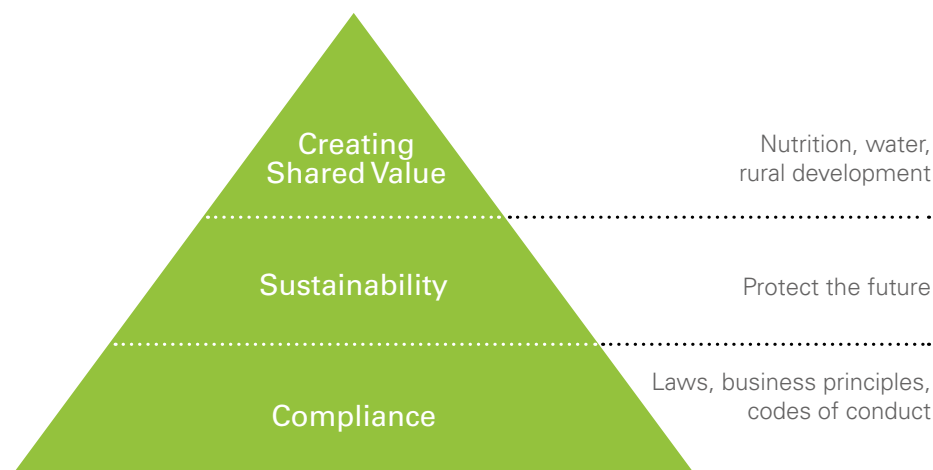 Creating
Shared Value
Nutrition, water,
rural development
Sustainability
Protect the future
Compliance
Laws, business principles,
codes of conduct